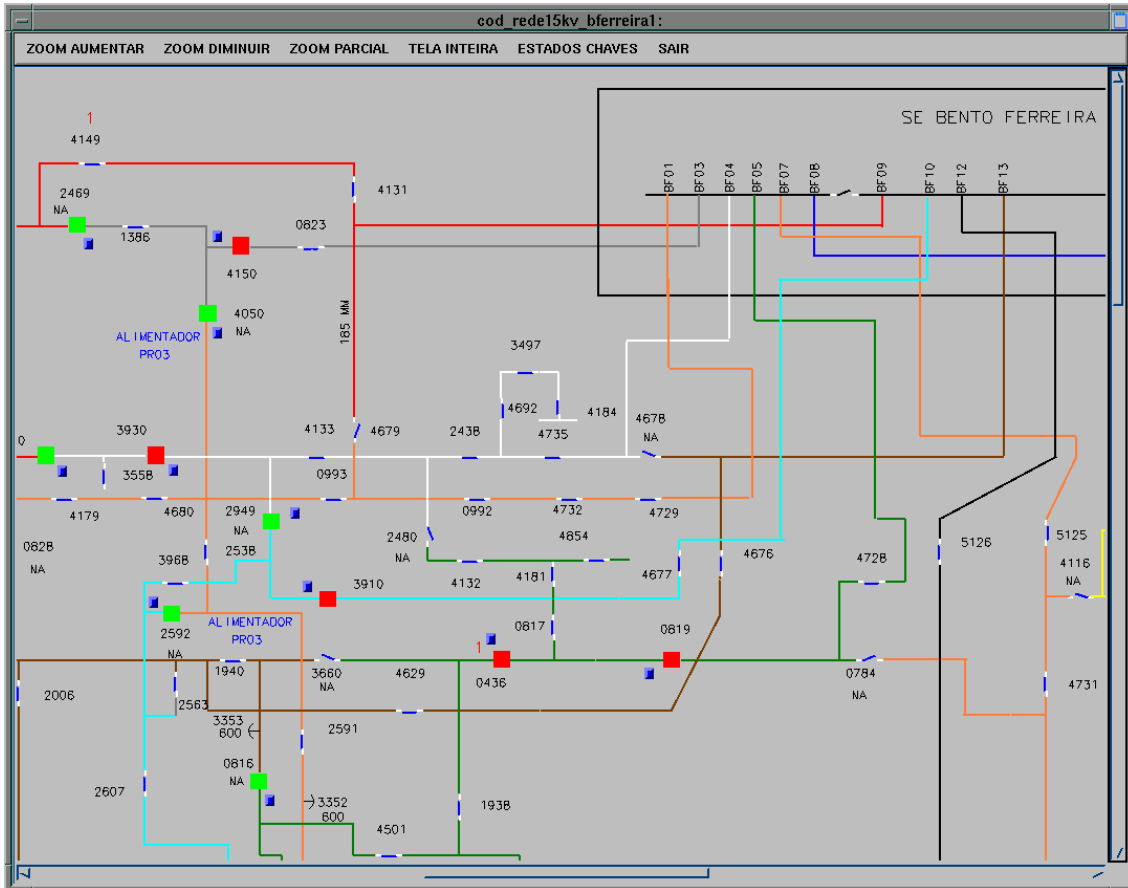 cod_rede15kv_bferreira1:
ZOOM AUMENTAR ZOOM DIMINUIR ZOOM PARCIAL TELA INTEIRA ESTADOS CHAVES SAIR
SE BENTO FERREIRA
1
4149
2469
NA
1386
0823
4131
4150
BF01
BF03
BF04
BF05
BF07
BF08
BF09
BF10
BF12
BF13
4050
NA
ALIMENTADOR
PR03
185 MM
3497
4692
4184
4678
NA
0
3930
4133
4679
2438
4735
3558
0993
4179
4680
2949
NA
0992
4732
4729
0828
NA
3968
2538
2480
NA
4854
4676
4728
5126
5125
4116
NA
3910
4132
4181
4677
2592
NA
ALIMENTADOR
PR03
0817
1
0819
1940
3660
NA
4629
0436
0784
NA
4731
2006
2563
3353
600
2591
0816
NA
2607
3352
600
1938
4501